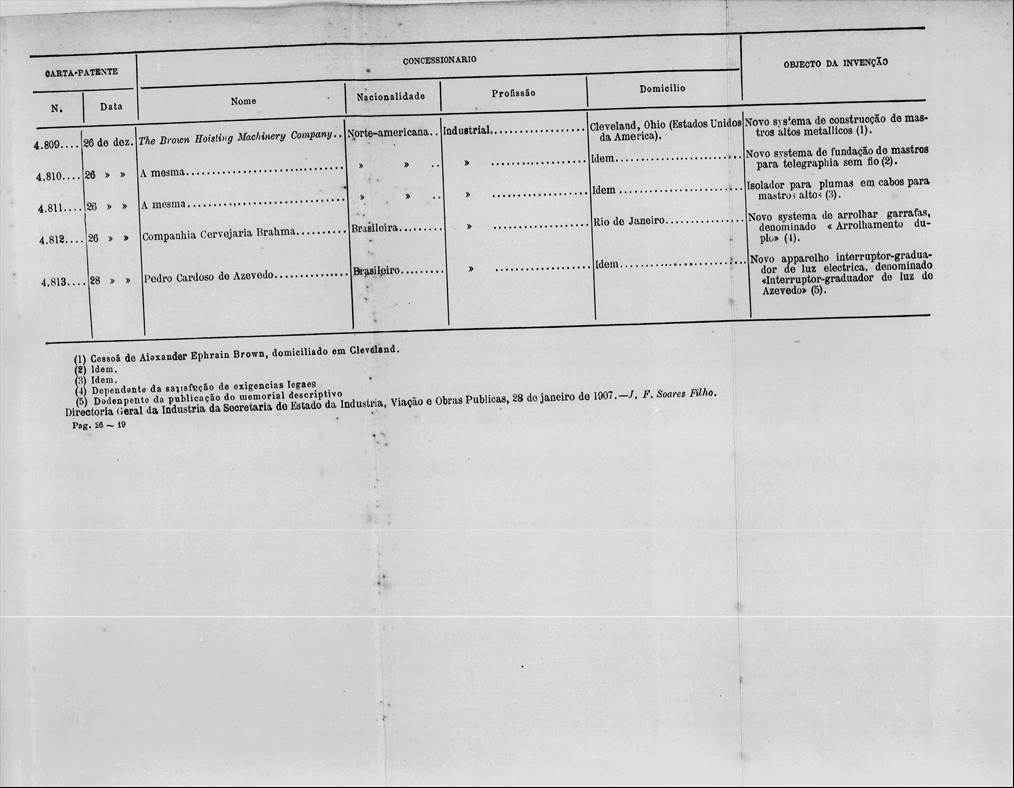 CARTA-PATENTE
CONCESSIONARIO
OBJECTO DA INVENÇÃO
N.
Data
Nome
Nacionalidade
Profissão
Domicilio
4.809.... 26 de dez. The Brown Hoisting Machinery Company.. Norte-americana.. Industrial.................. Cleveland, Ohio (Estados Unidos Novo systema de construcção de mas-
da America). tros altos metallicos (1).
4.810.... 26 » » A mesma............................ » » .. » .................. Idem........................ Novo systema de fundação de mastros
para telegraphia sem fio (2).
4.811.... 26 » » A mesma............................ » » .. » .................. Idem ....................... Isolador para plumas em cabos para
mastros altos (3).
4.812.... 26 » » Companhia Cervejaria Brahma.......... Brasileira......... » .................. Rio de Janeiro............... Novo systema de arrolhar garrafas,
denominado « Arrolhamento du-
plo» (4).
4.813.... 28 » » Pedro Cardoso de Azevedo.............. Brasileiro......... » .................. Idem........................ Novo apparelho interruptor-gradua-
dor de luz electrica, denominado
«Interruptor-graduador de luz de
Azevedo» (5).
(1) Cessoã de Alexander Ephrain Brown, domiciliado em Cleveland.
(2) Idem.
(3) Idem.
(4) Dependente da satisfação de exigencias legaes
(5) Dedenpente da publicação do memorial descriptivo
Directoria Geral da Industria da Secretaria de Estado da Industria, Viação e Obras Publicas, 28 de janeiro de 1907.—J. F. Soares Filho.
Pag. 26 — 19